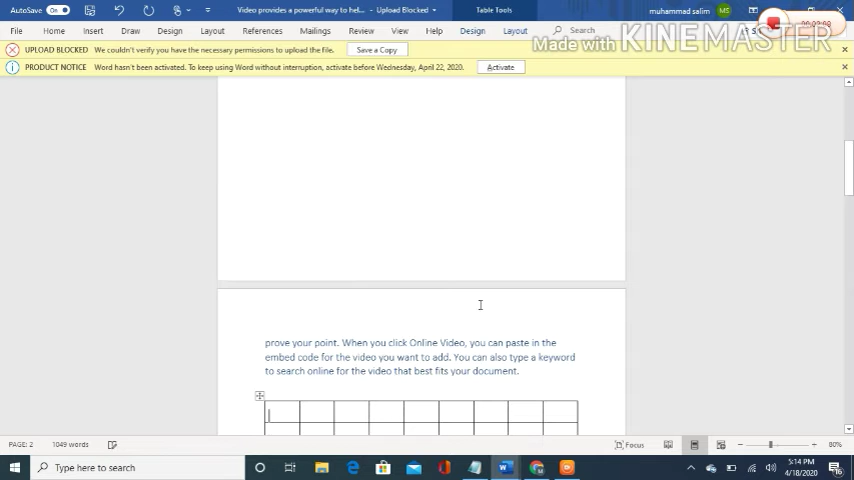 AutoSave On
Video provides a powerful way to hel... - Upload Blocked
Table Tools
muhammad salim MS
File Home Insert Draw Design Layout References Mailings Review View Help Design Layout Search
Made with KINEMASTER
UPLOAD BLOCKED We couldn't verify you have the necessary permissions to upload the file. Save a Copy
PRODUCT NOTICE Word hasn't been activated. To keep using Word without interruption, activate before Wednesday, April 22, 2020. Activate
prove your point. When you click Online Video, you can paste in the
embed code for the video you want to add. You can also type a keyword
to search online for the video that best fits your document.
PAGE: 2 1049 words Focus 80%
Type here to search
5:14 PM
4/18/2020
16